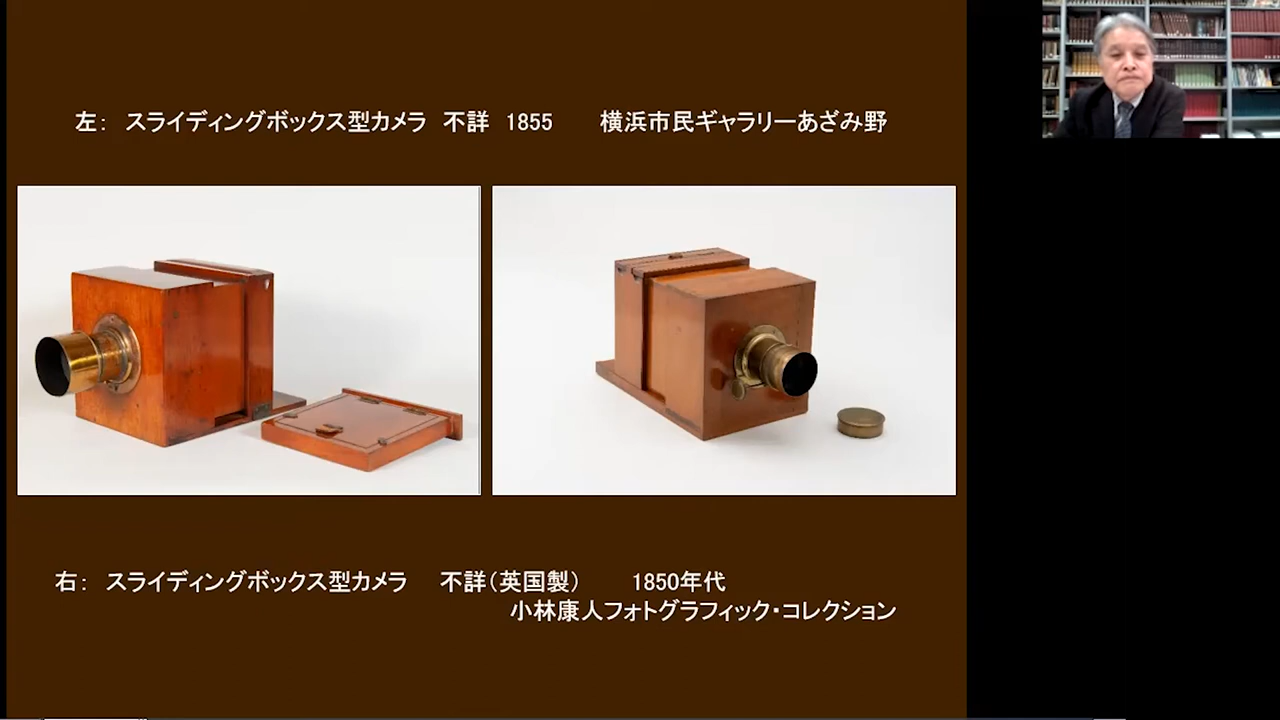 左： スライディングボックス型カメラ 不詳 1855 横浜市民ギャラリーあざみ野
右： スライディングボックス型カメラ 不詳（英国製） 1850年代
小林康人フォトグラフィック・コレクション